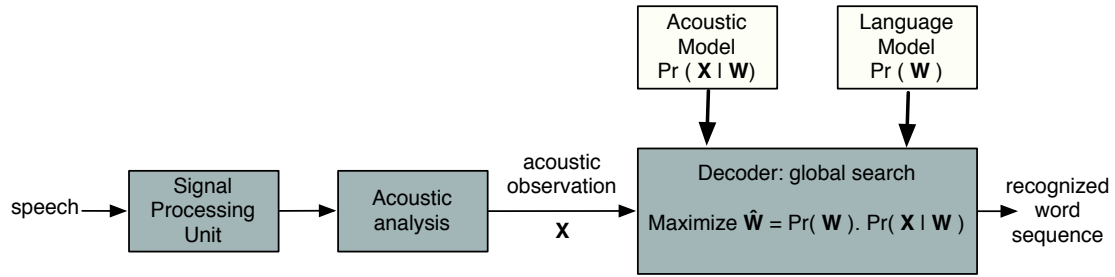 speech
Signal
Processing
Unit
Acoustic
analysis
acoustic
observation
X
Acoustic
Model
Pr ( X | W)
Language
Model
Pr ( W )
Decoder: global search
Maximize Ŵ = Pr( W ). Pr( X | W )
recognized
word
sequence